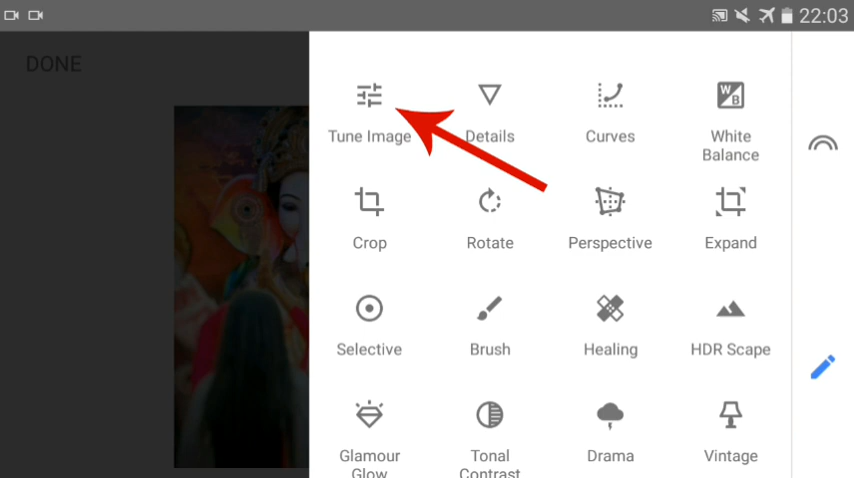 22:03
DONE
Tune Image
Details
Curves
W
B
White
Balance
Crop
Rotate
Perspective
Expand
Selective
Brush
Healing
HDR Scape
Glamour
Glow
Tonal
Contrast
Drama
Vintage